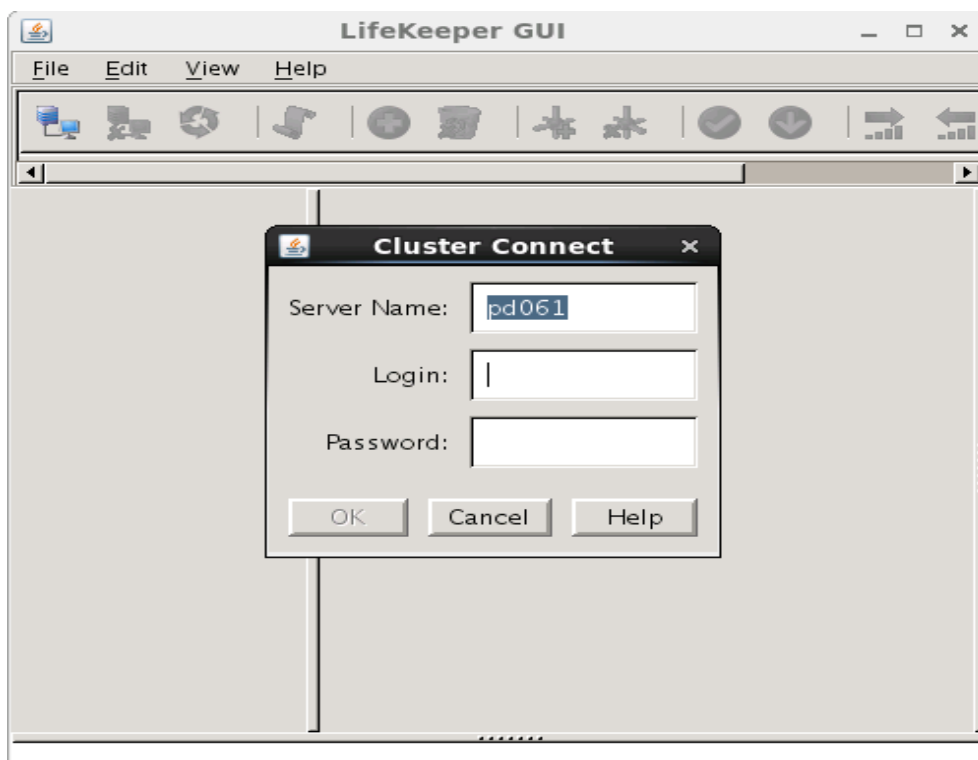 LifeKeeper GUI
File Edit View Help
Cluster Connect
Server Name: pd061
Login:
Password:
OK Cancel Help